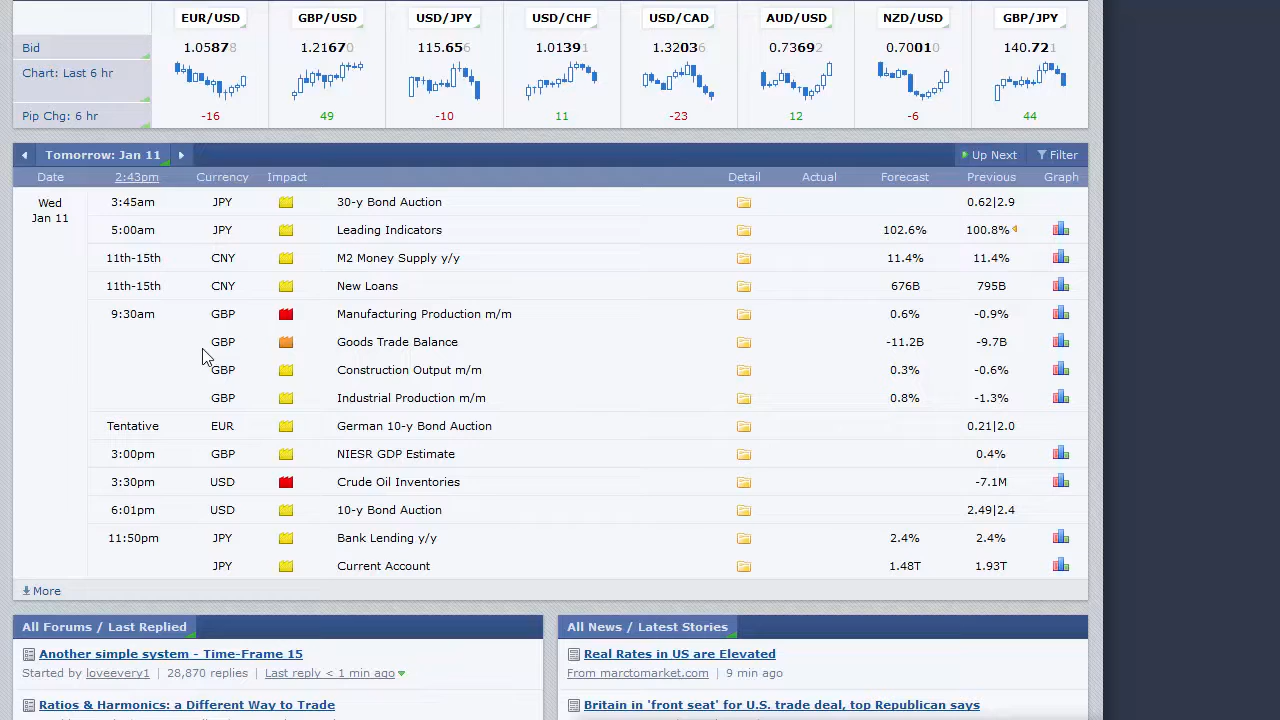 EUR/USD GBP/USD USD/JPY USD/CHF USD/CAD AUD/USD NZD/USD GBP/JPY
Bid 1.05878 1.21670 115.656 1.01391 1.32036 0.73692 0.70010 140.721
Chart: Last 6 hr
Pip Chg: 6 hr -16 49 -10 11 -23 12 -6 44
Tomorrow: Jan 11 Up Next Filter
Date 2:43pm Currency Impact Detail Actual Forecast Previous Graph
Wed 3:45am JPY 30-y Bond Auction 0.62|2.9
Jan 11
5:00am JPY Leading Indicators 102.6% 100.8%
11th-15th CNY M2 Money Supply y/y 11.4% 11.4%
11th-15th CNY New Loans 676B 795B
9:30am GBP Manufacturing Production m/m 0.6% -0.9%
GBP Goods Trade Balance -11.2B -9.7B
GBP Construction Output m/m 0.3% -0.6%
GBP Industrial Production m/m 0.8% -1.3%
Tentative EUR German 10-y Bond Auction 0.21|2.0
3:00pm GBP NIESR GDP Estimate 0.4%
3:30pm USD Crude Oil Inventories -7.1M
6:01pm USD 10-y Bond Auction 2.49|2.4
11:50pm JPY Bank Lending y/y 2.4% 2.4%
JPY Current Account 1.48T 1.93T
More
All Forums / Last Replied
Another simple system - Time-Frame 15
Started by loveevery1 | 28,870 replies | Last reply < 1 min ago
Ratios & Harmonics: a Different Way to Trade
All News / Latest Stories
Real Rates in US are Elevated
From marctomarket.com | 9 min ago
Britain in 'front seat' for U.S. trade deal, top Republican says